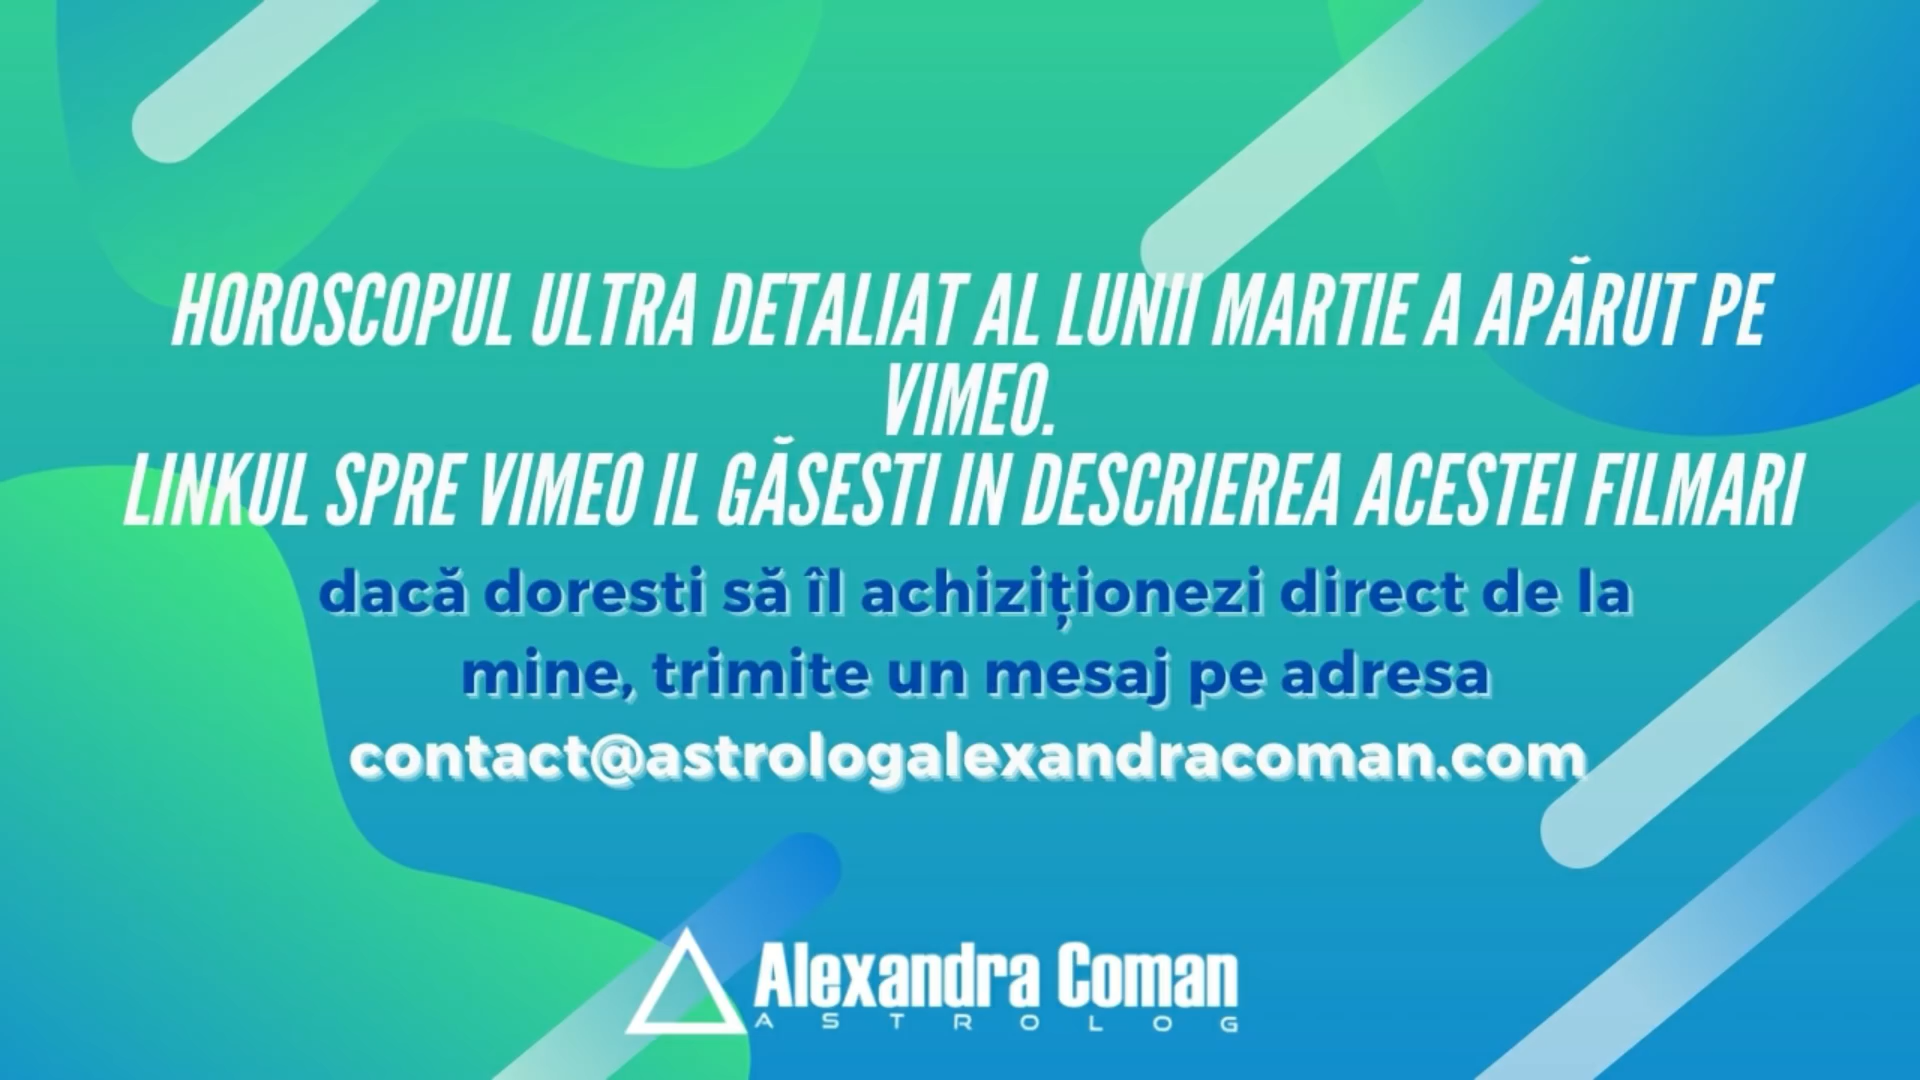 HOROSCOPUL ULTRA DETALIAT AL LUNII MARTIE A APĂRUT PE
VIMEO.
LINKUL SPRE VIMEO IL GĂSESTI IN DESCRIEREA ACESTEI FILMARI
dacă doresti să îl achiziționezi direct de la
mine, trimite un mesaj pe adresa
contact@astrologalexandracoman.com
Alexandra Coman
ASTROLOG